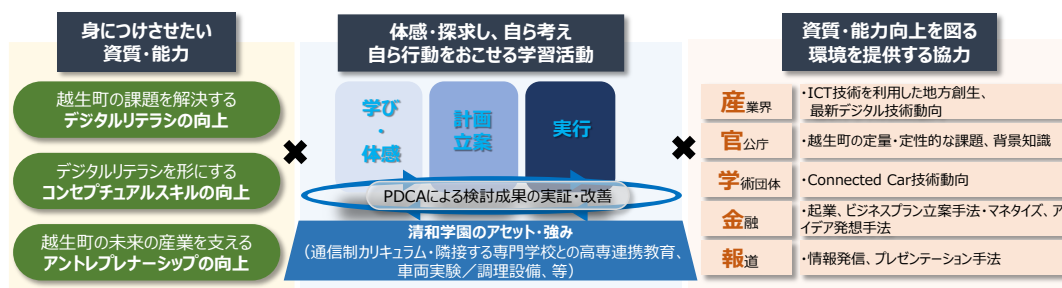 身につけさせたい
資質・能力
越生町の課題を解決する
デジタルリテラシの向上
デジタルリテラシを形にする
コンセプチュアルスキルの向上
越生町の未来の産業を支える
アントレプレナーシップの向上
体感・探求し、自ら考え
自ら行動をおこせる学習活動
学び
・
体感
計画
立案
実行
PDCAによる検討成果の実証・改善
清和学園のアセット・強み
（通信制カリキュラム・隣接する専門学校との高専連携教育、
車両実験／調理設備、等）
資質・能力向上を図る
環境を提供する協力
産業界
・ICT技術を利用した地方創生、
最新デジタル技術動向
官公庁
・越生町の定量・定性的な課題、背景知識
学術団体
・Connected Car技術動向
金融
・起業、ビジネスプラン立案手法・マネタイズ、ア
イデア発想手法
報道
・情報発信、プレゼンテーション手法